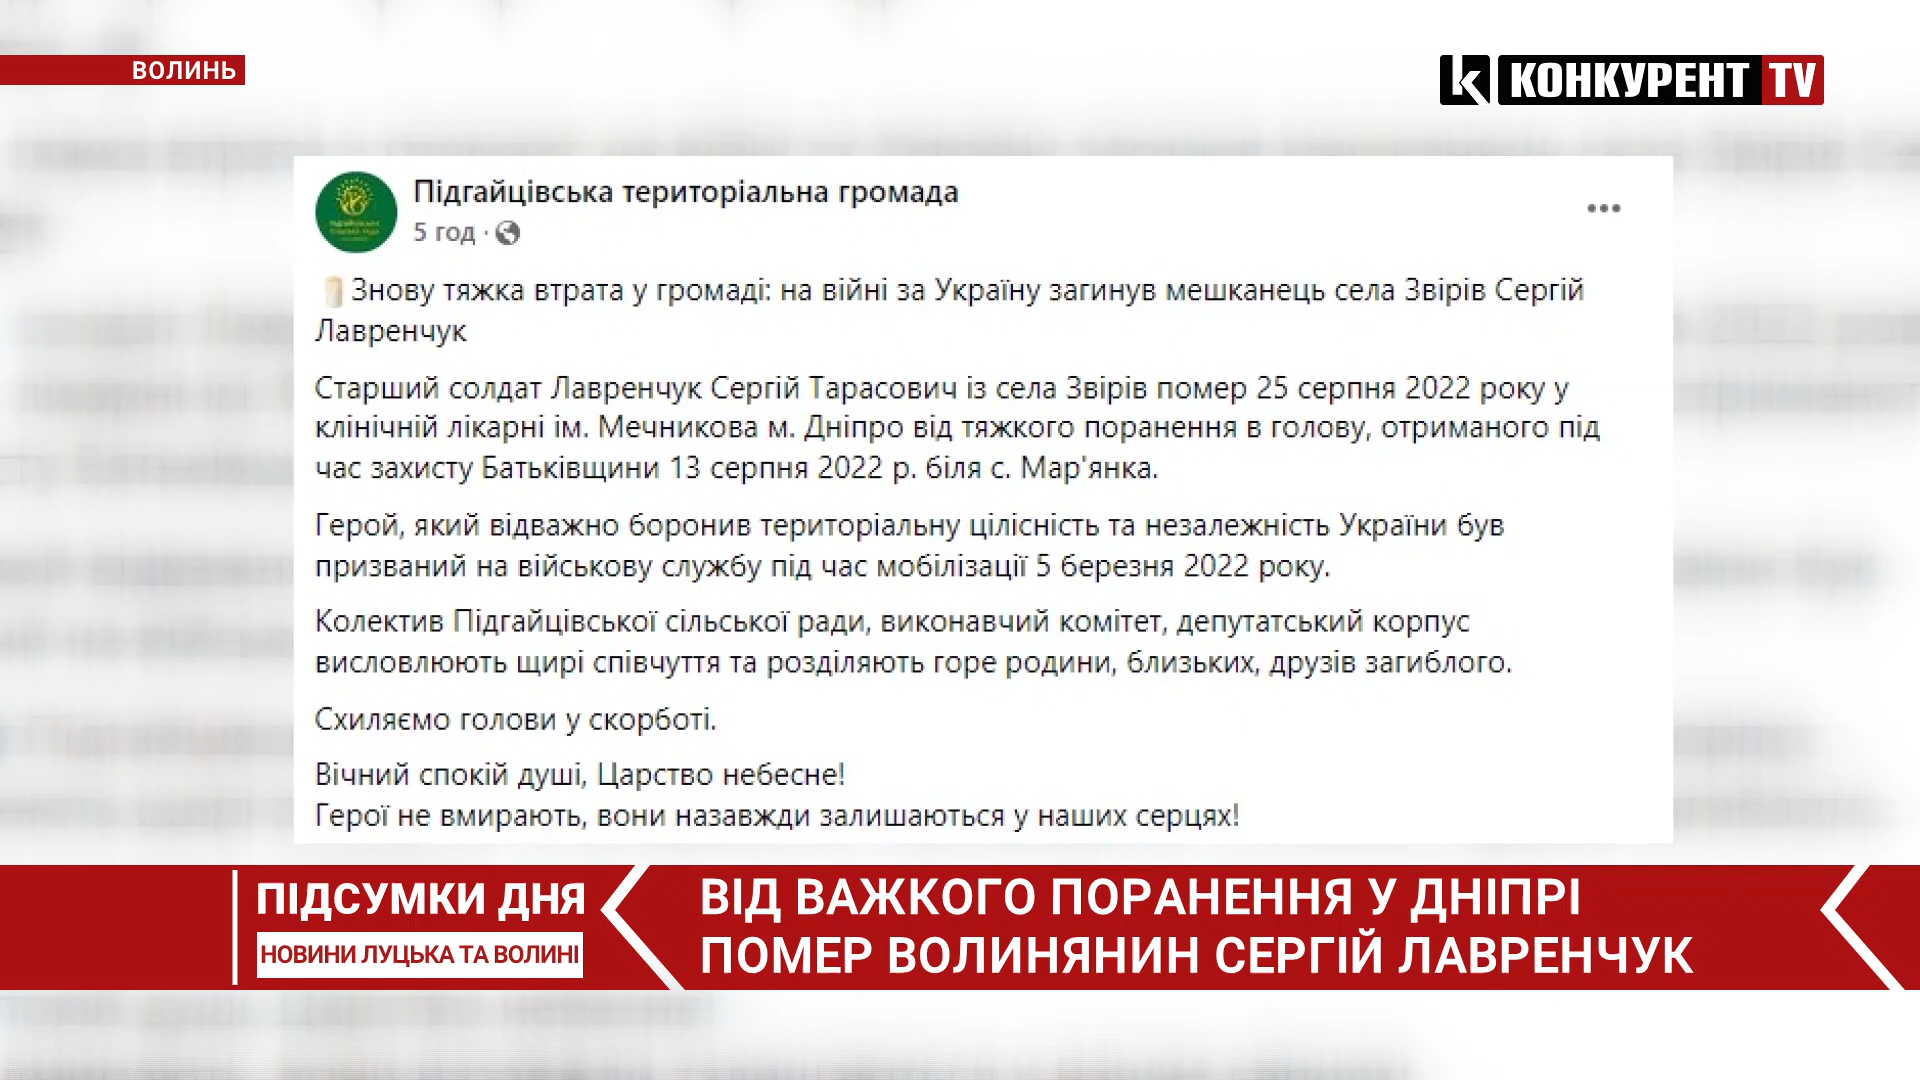 ВОЛИНЬ
КОНКУРЕНТ TV
Підгайцівська територіальна громада
5 год ·
Знову тяжка втрата у громаді: на війні за Україну загинув мешканець села Звірів Сергій
Лавренчук
Старший солдат Лавренчук Сергій Тарасович із села Звірів помер 25 серпня 2022 року у
клінічній лікарні ім. Мечникова м. Дніпро від тяжкого поранення в голову, отриманого під
час захисту Батьківщини 13 серпня 2022 р. біля с. Мар'янка.
Герой, який відважно боронив територіальну цілісність та незалежність України був
призваний на військову службу під час мобілізації 5 березня 2022 року.
Колектив Підгайцівської сільської ради, виконавчий комітет, депутатський корпус
висловлюють щирі співчуття та розділяють горе родини, близьких, друзів загиблого.
Схиляємо голови у скорботі.
Вічний спокій душі, Царство небесне!
Герої не вмирають, вони назавжди залишаються у наших серцях!
ПІДСУМКИ ДНЯ
НОВИНИ ЛУЦЬКА ТА ВОЛИНІ
ВІД ВАЖКОГО ПОРАНЕННЯ У ДНІПРІ
ПОМЕР ВОЛИНЯНИН СЕРГІЙ ЛАВРЕНЧУК